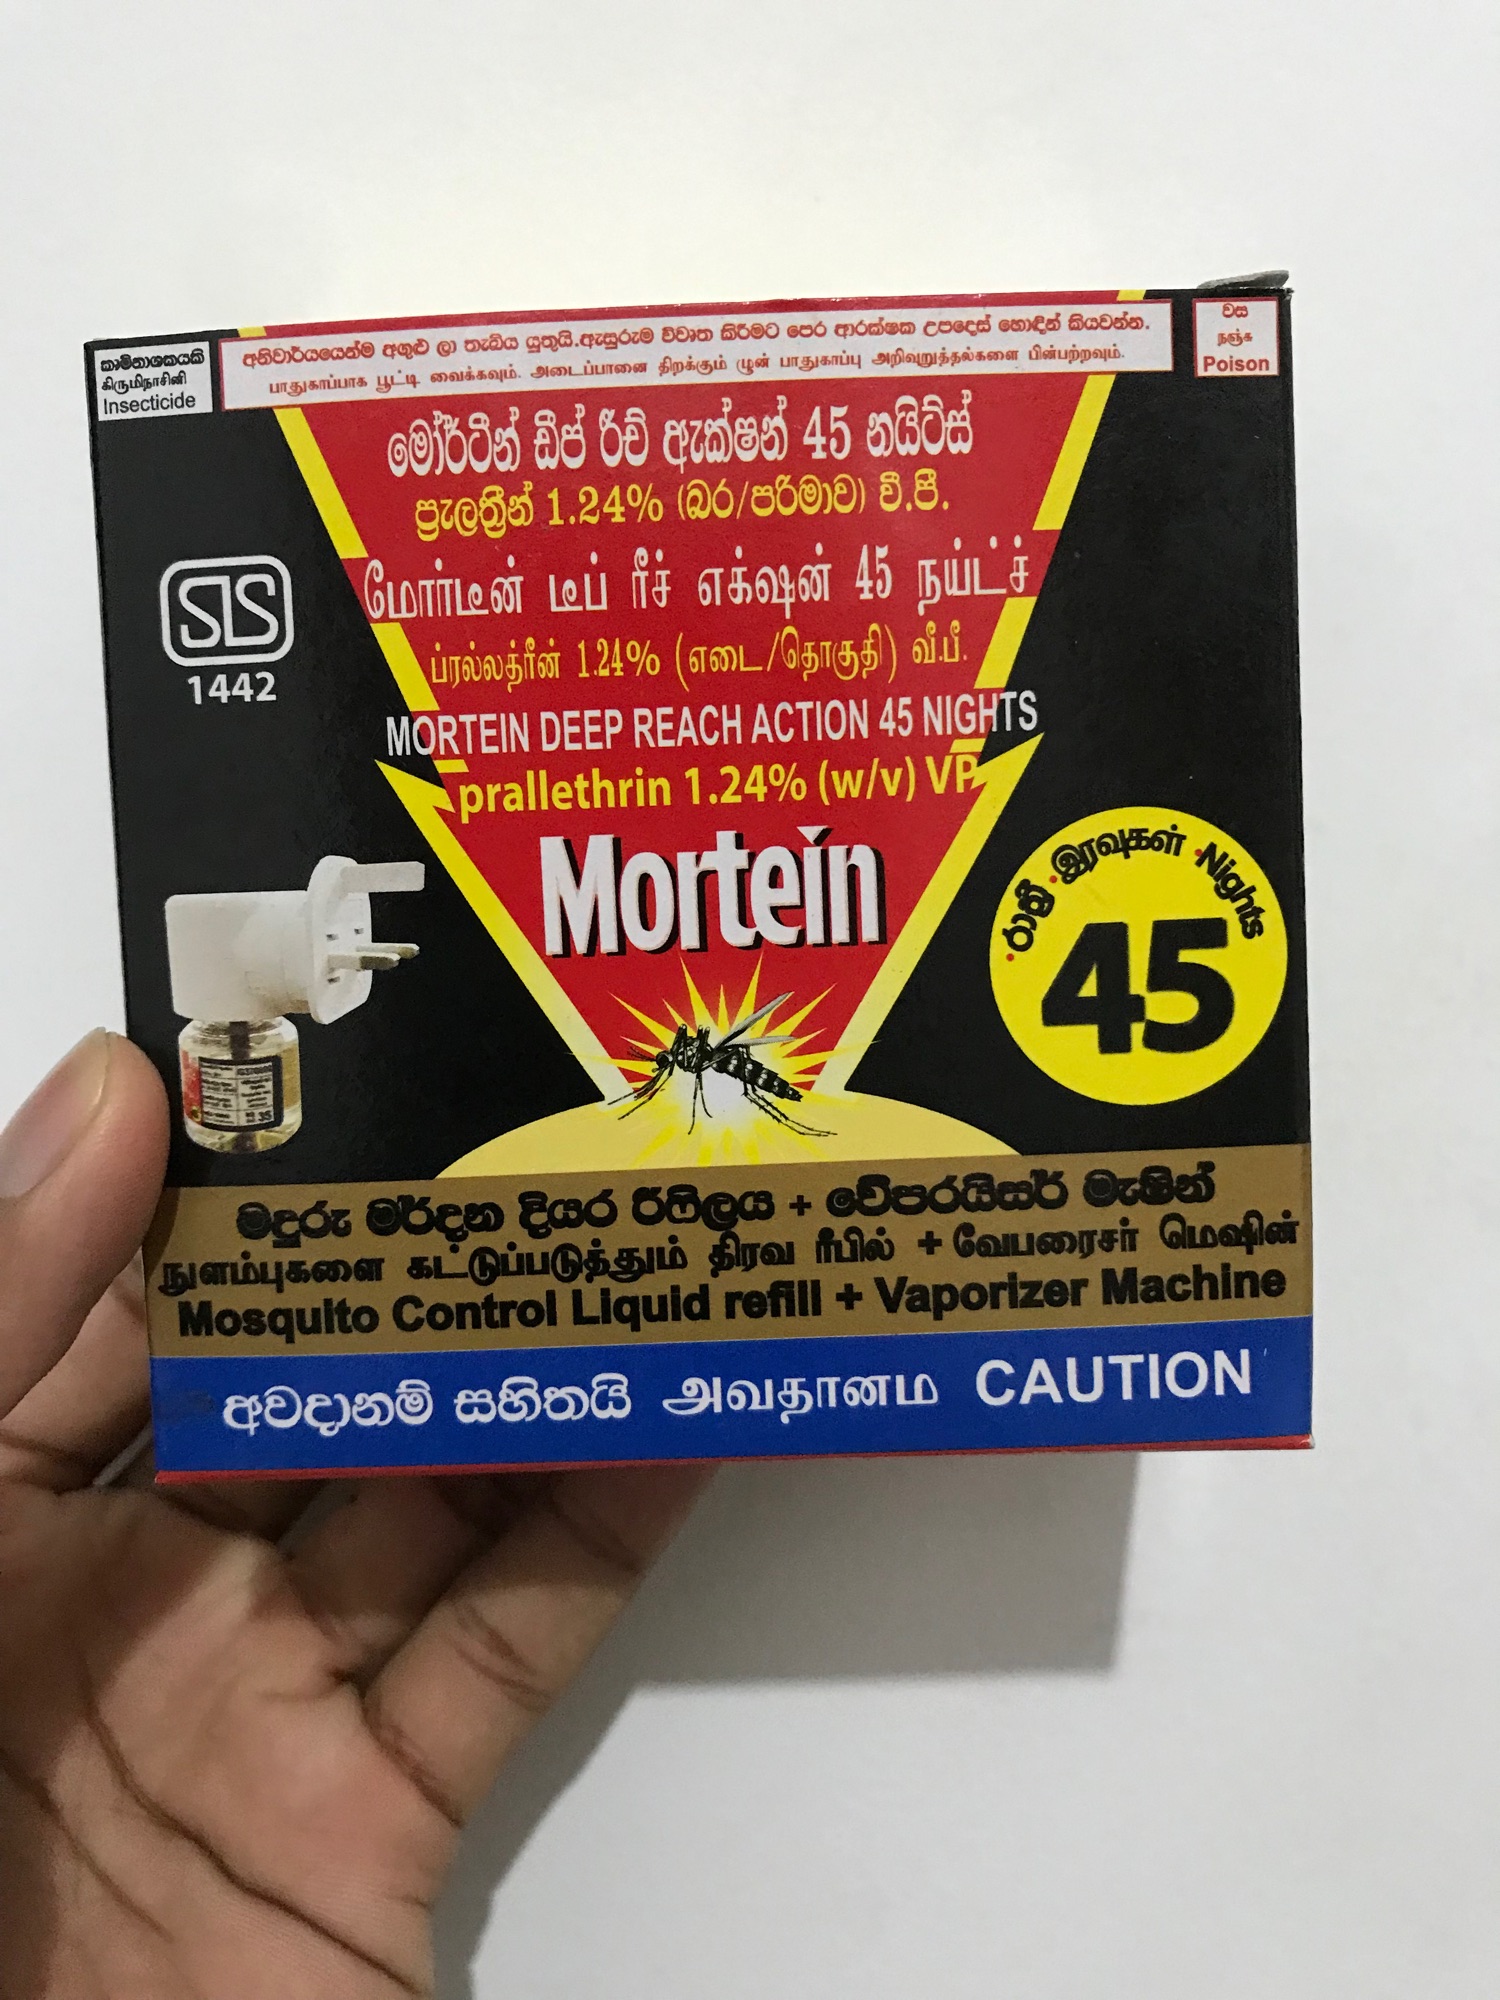 කෘමිනාශකයකි
கிருமிநாசினி
Insecticide
අනිවාර්යයෙන්ම අගුළු ලා තැබිය යුතුයි.ඇසුරුම විවෘත කිරීමට පෙර ආරක්ෂක උපදෙස් හොඳින් කියවන්න.
பாதுகாப்பாக பூட்டி வைக்கவும். அடைப்பானை திறக்கும் முன் பாதுகாப்பு அறிவுறுத்தல்களை பின்பற்றவும்.
වස
நஞ்சு
Poison
මෝර්ටීන් ඩීප් රීච් ඇක්ෂන් 45 නයිට්ස්
ප්‍රැලත්‍රීන් 1.24% (බර/පරිමාව) වී.පී.
மோர்டீன் டீப் ரீச் எக்ஷன் 45 நய்ட்ச்
ப்ரல்லத்ரீன் 1.24% (எடை/தொகுதி) வீ.பீ.
MORTEIN DEEP REACH ACTION 45 NIGHTS
prallethrin 1.24% (w/v) VP
SLS
1442
Mortein
රාත්‍රී • இரவுகள் • Nights
45
මදුරු මර්දන දියර රිෆිලය + වේපරයිසර් මැෂින්
நுளம்புகளை கட்டுப்படுத்தும் திரவ ரீபில் + வேபரைசர் மெஷின்
Mosquito Control Liquid refill + Vaporizer Machine
අවදානම් සහිතයි அவதானம CAUTION